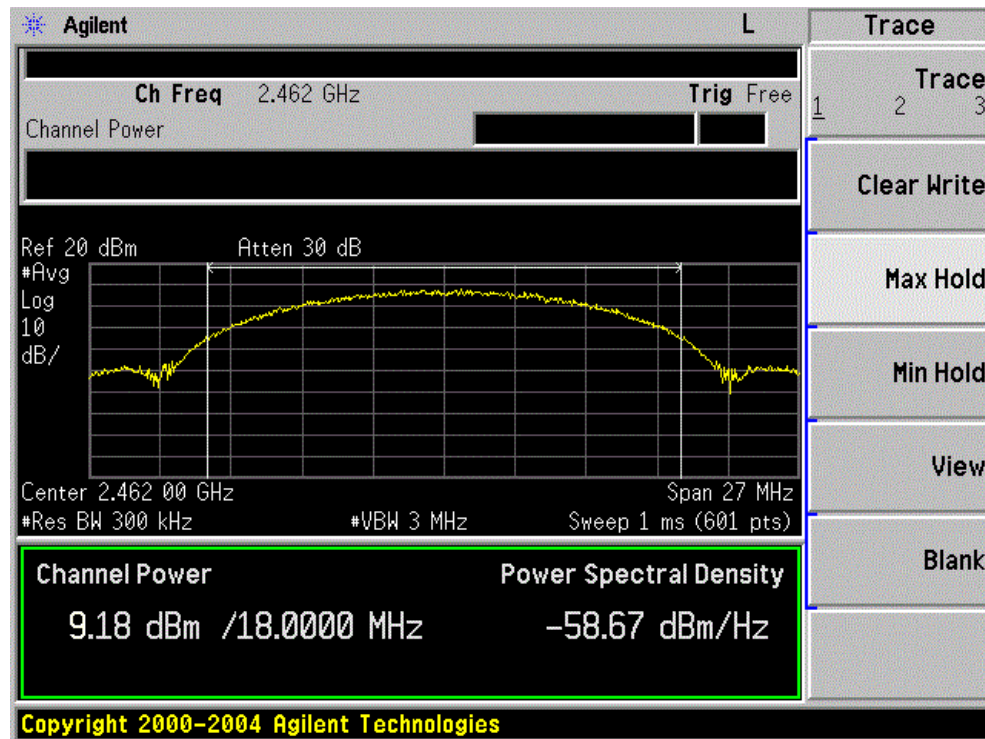 Agilent L Trace
Ch Freq 2.462 GHz Trig Free
Channel Power
Trace
1 2 3
Clear Write
Max Hold
Min Hold
View
Blank
Ref 20 dBm Atten 30 dB
#Avg
Log
10
dB/
Center 2.462 00 GHz Span 27 MHz
#Res BW 300 kHz #VBW 3 MHz Sweep 1 ms (601 pts)
Channel Power Power Spectral Density
9.18 dBm /18.0000 MHz -58.67 dBm/Hz
Copyright 2000-2004 Agilent Technologies